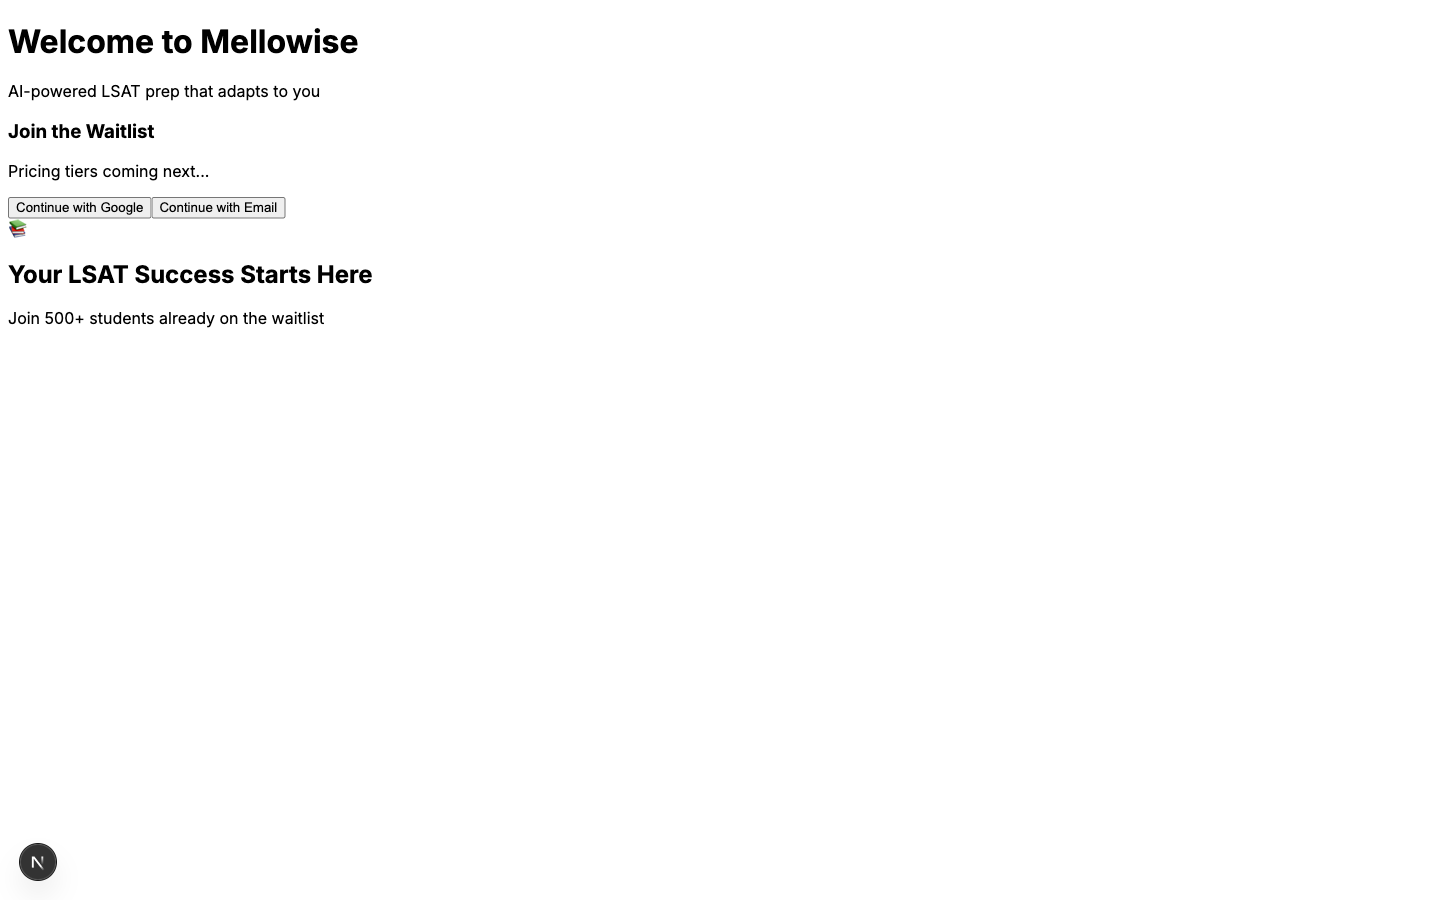 Welcome to Mellowise
AI-powered LSAT prep that adapts to you
Join the Waitlist
Pricing tiers coming next...
Continue with Google Continue with Email
Your LSAT Success Starts Here
Join 500+ students already on the waitlist
N